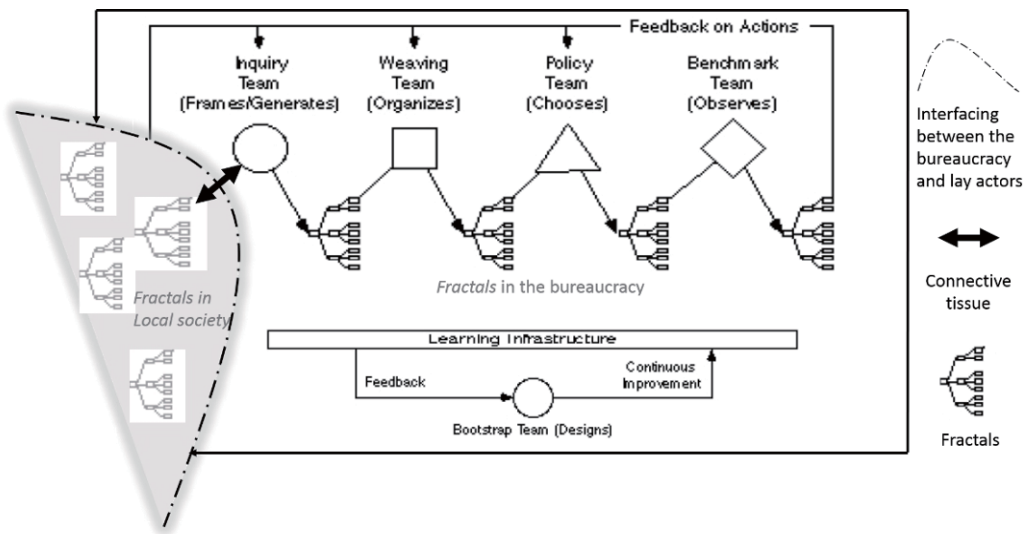 Feedback on Actions
Inquiry
Team
(Frames/Generates)
Weaving
Team
(Organizes)
Policy
Team
(Chooses)
Benchmark
Team
(Observes)
Interfacing
between the
bureaucracy
and lay actors
Fractals in
Local society
Fractals in the bureaucracy
Connective
tissue
Learning Infrastructure
Feedback
Continuous
Improvement
Bootstrap Team (Designs)
Fractals